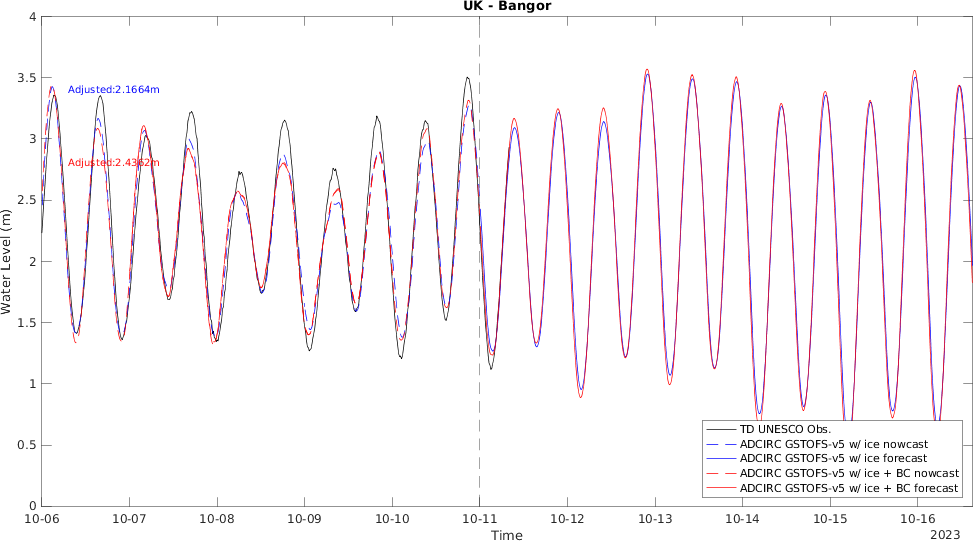 UK - Bangor
4
3.5
3
2.5
2
1.5
1
0.5
0
Water Level (m)
Adjusted:2.1664m
Adjusted:2.4362m
TD UNESCO Obs.
ADCIRC GSTOFS-v5 w/ ice nowcast
ADCIRC GSTOFS-v5 w/ ice forecast
ADCIRC GSTOFS-v5 w/ ice + BC nowcast
ADCIRC GSTOFS-v5 w/ ice + BC forecast
10-06 10-07 10-08 10-09 10-10 10-11 10-12 10-13 10-14 10-15 10-16
Time
2023